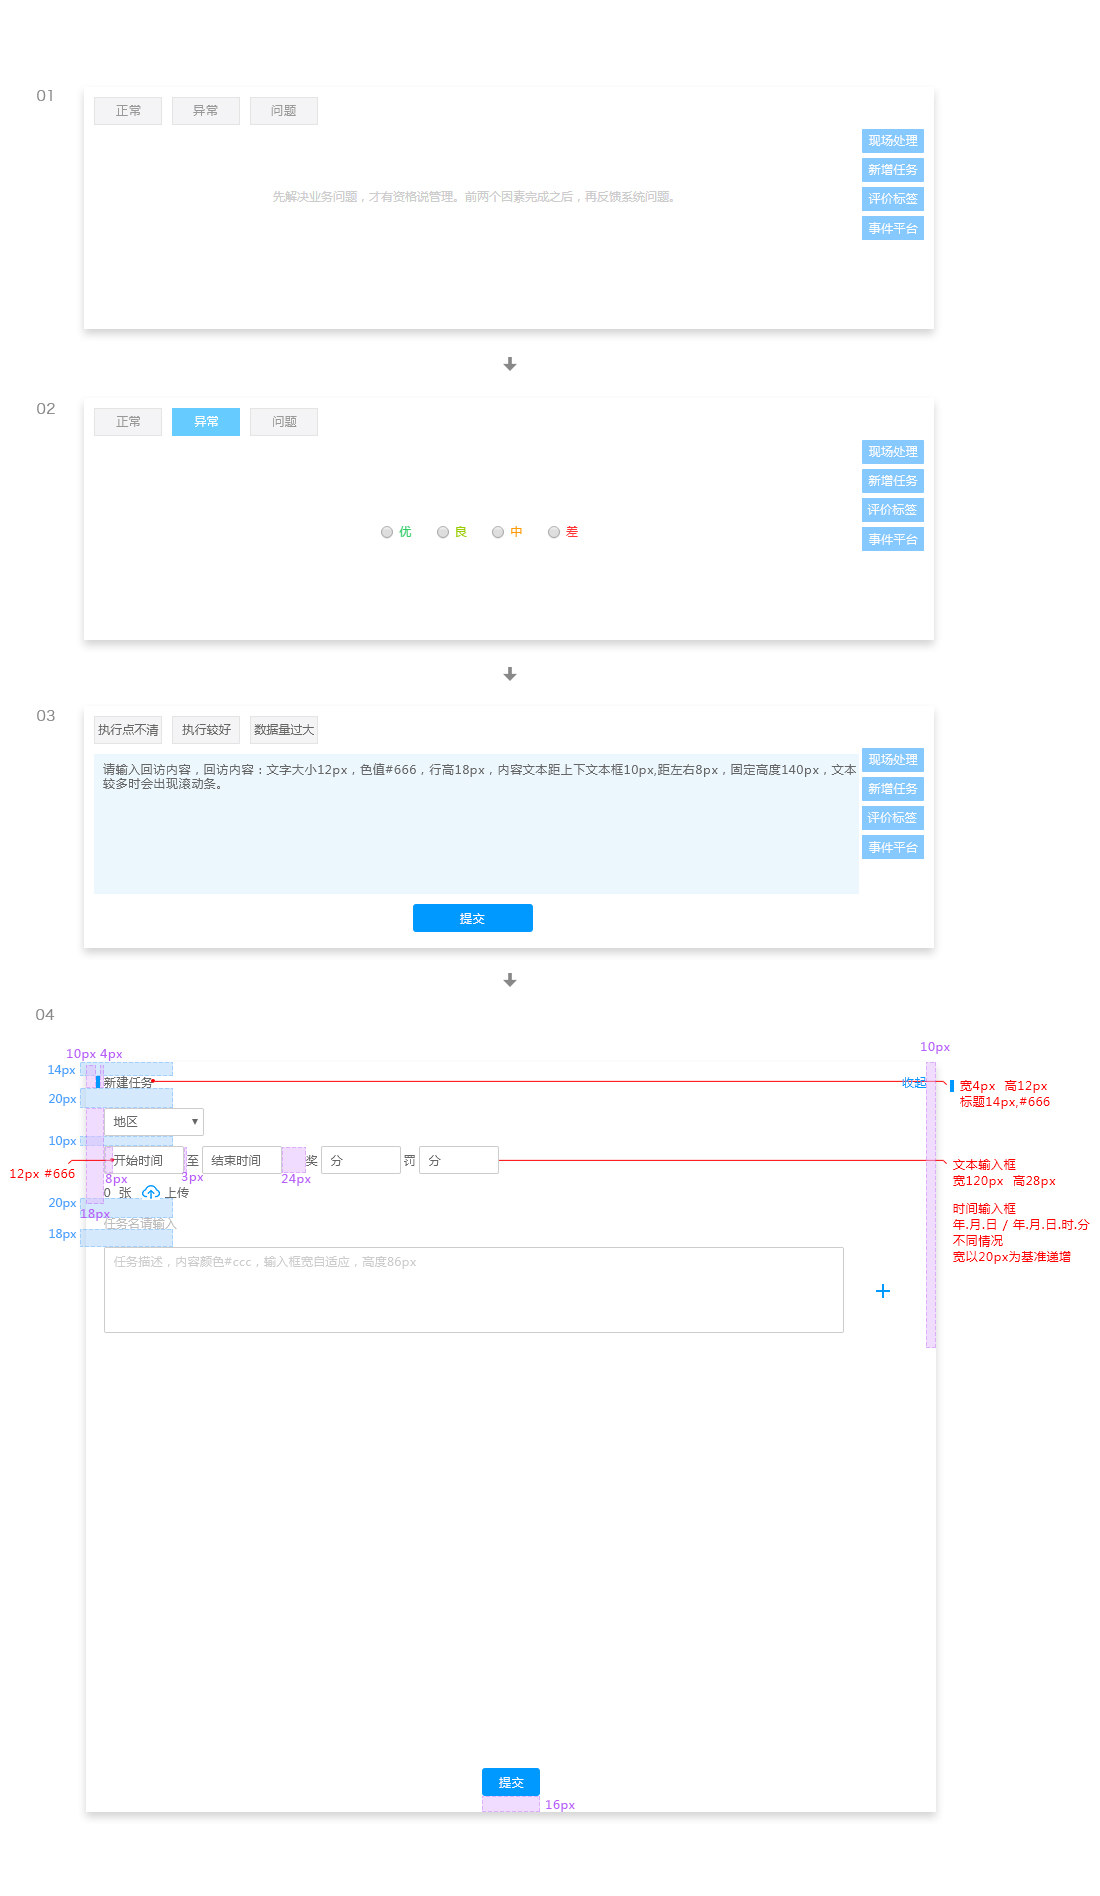 01
正常
异常
问题
现场处理
新增任务
先解决业务问题，才有资格说管理。前两个因素完成之后，再反馈系统问题。
评价标签
事件平台
02
正常
异常
问题
现场处理
新增任务
评价标签
优
良
中
差
事件平台
03
执行点不清
执行较好
数据量过大
请输入回访内容，回访内容：文字大小12px，色值#666，行高18px，内容文本距上下文本框10px,距左右8px，固定高度140px，文本
较多时会出现滚动条。
现场处理
新增任务
评价标签
事件平台
提交
04
10px 4px
10px
14px
新建任务
收起
宽4px 高12px
标题14px,#666
20px
地区
10px
12px #666
开始时间
至
结束时间
奖
分
罚
分
文本输入框
宽120px 高28px
8px
3px
24px
0 张
上传
20px
18px
时间输入框
年.月.日 / 年.月.日.时.分
不同情况
宽以20px为基准递增
任务名请输入
18px
任务描述，内容颜色#ccc，输入框宽自适应，高度86px
提交
16px